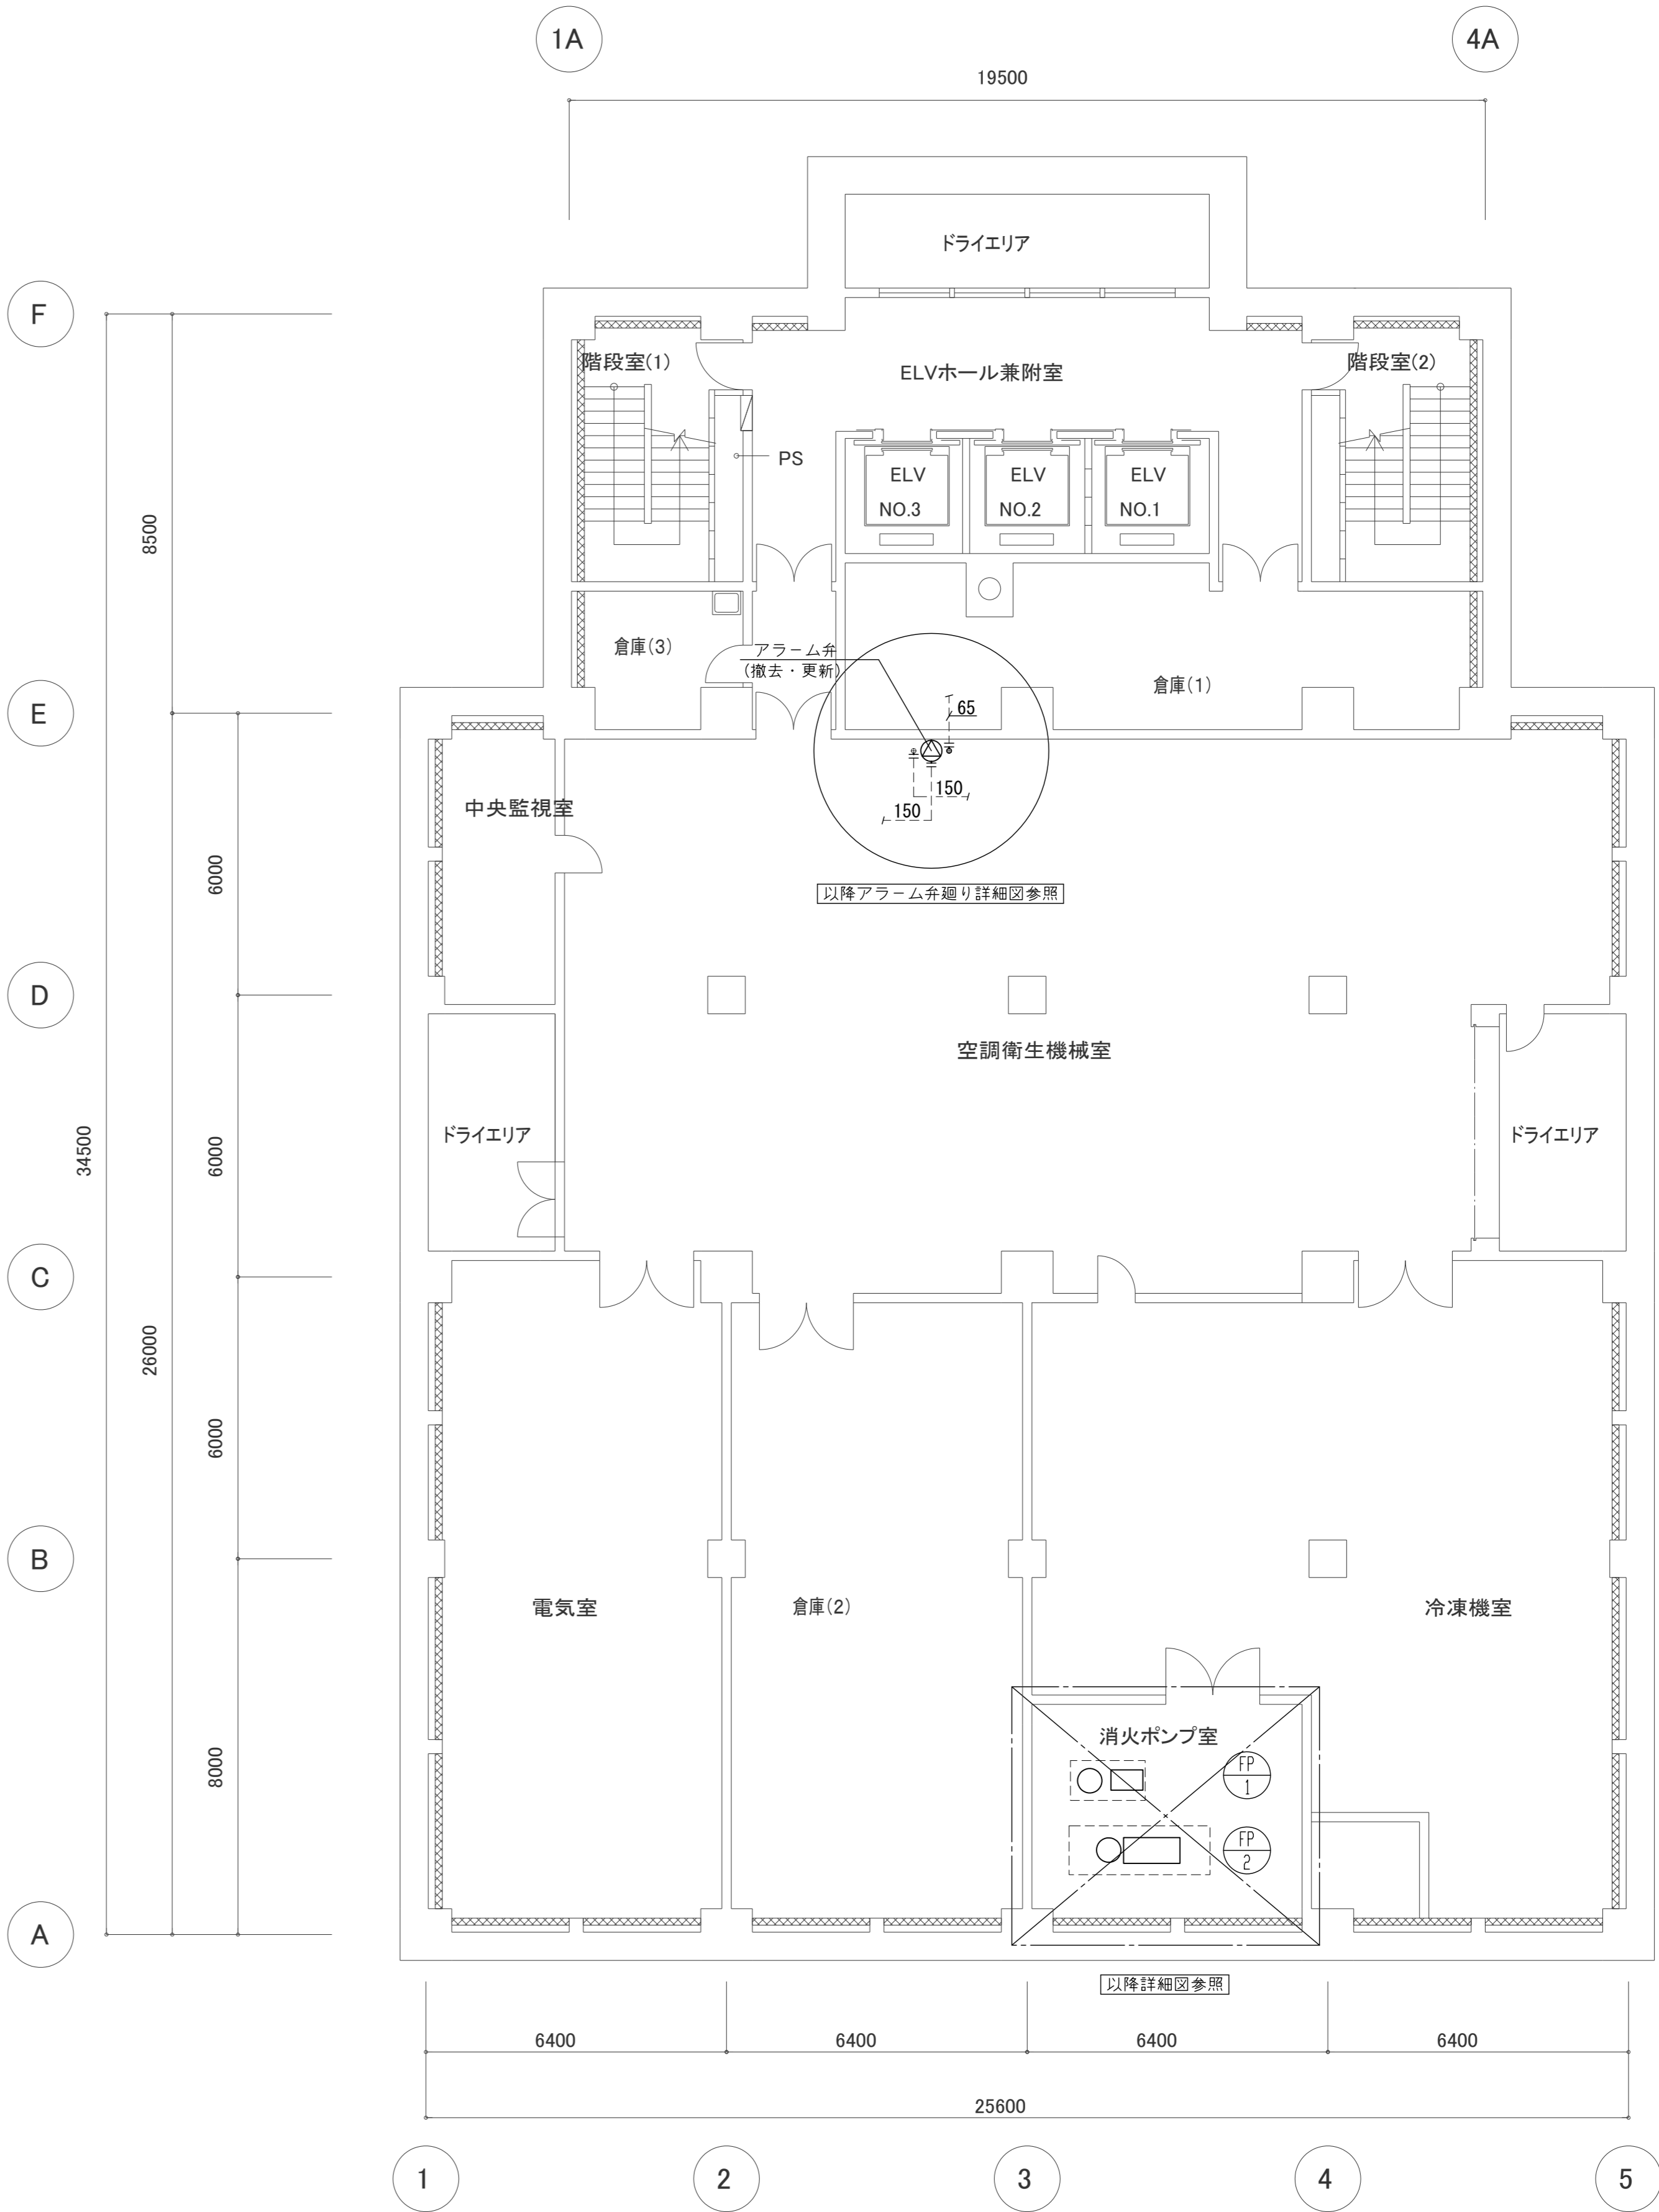 1A
4A
19500
ドライエリア
F
階段室(1)
ELVホール兼附室
階段室(2)
PS
ELV
NO.3
ELV
NO.2
ELV
NO.1
8500
倉庫(3)
アラーム弁
(撤去・更新)
倉庫(1)
65
E
150
150
中央監視室
6000
以降アラーム弁廻り詳細図参照
D
空調衛生機械室
ドライエリア
ドライエリア
34500
6000
C
26000
6000
B
電気室
倉庫(2)
冷凍機室
消火ポンプ室
FP
1
8000
FP
2
A
以降詳細図参照
6400
6400
6400
6400
25600
1
2
3
4
5